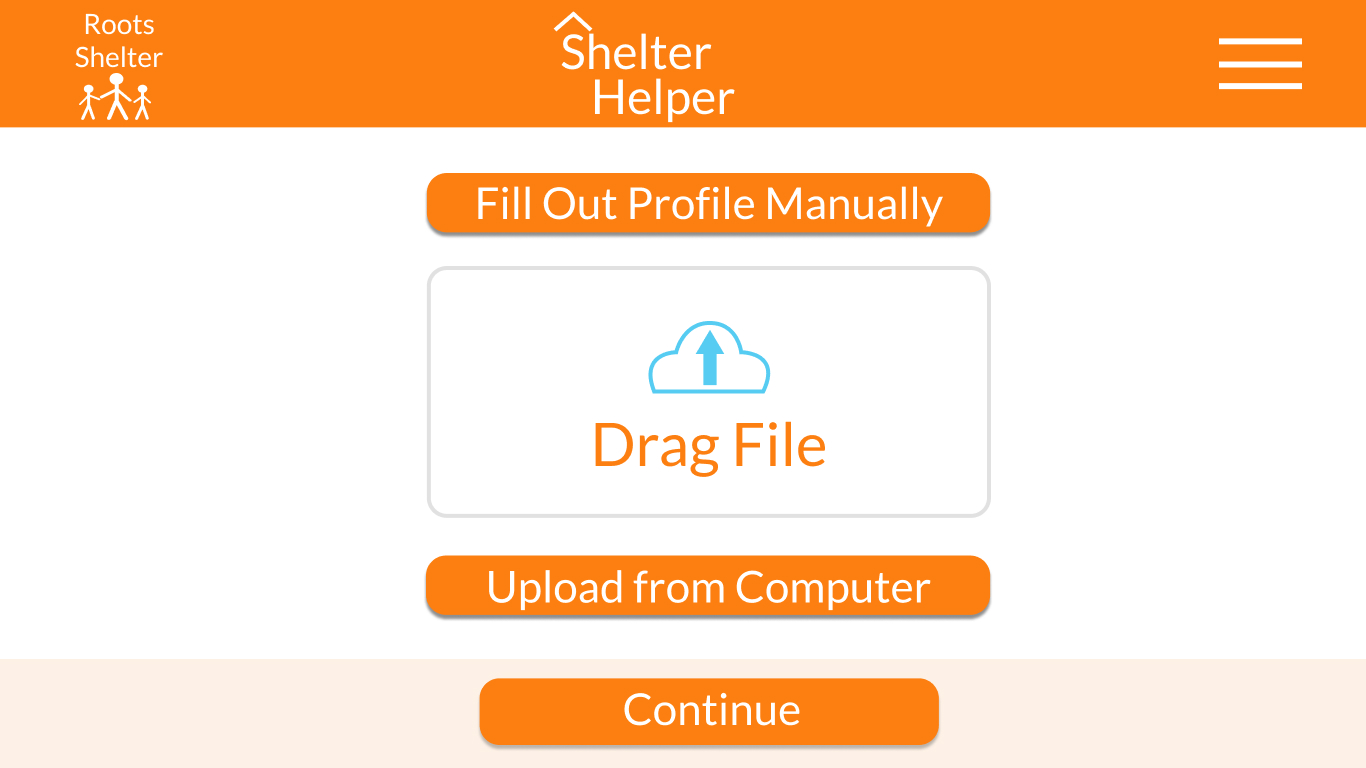 Roots
Shelter
Shelter
Helper
Fill Out Profile Manually
Drag File
Upload from Computer
Continue